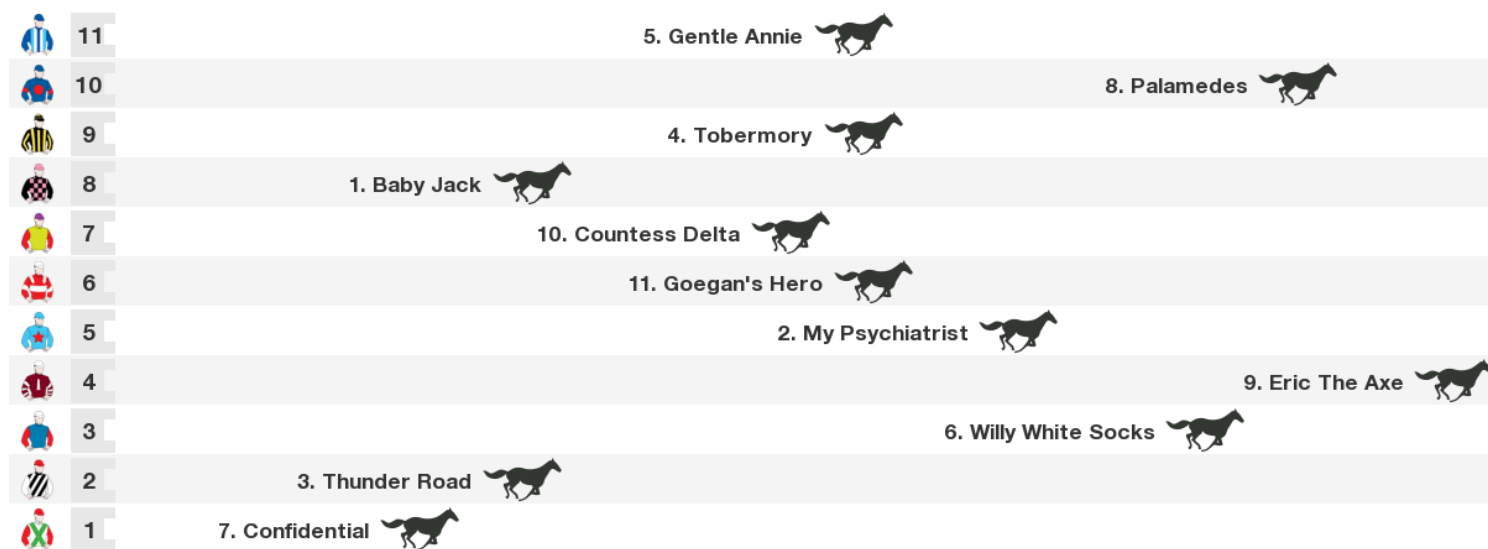 11 5. Gentle Annie
10 8. Palamedes
9 4. Tobermory
8 1. Baby Jack
7 10. Countess Delta
6 11. Goegan's Hero
5 2. My Psychiatrist
4 9. Eric The Axe
3 6. Willy White Socks
2 3. Thunder Road
1 7. Confidential